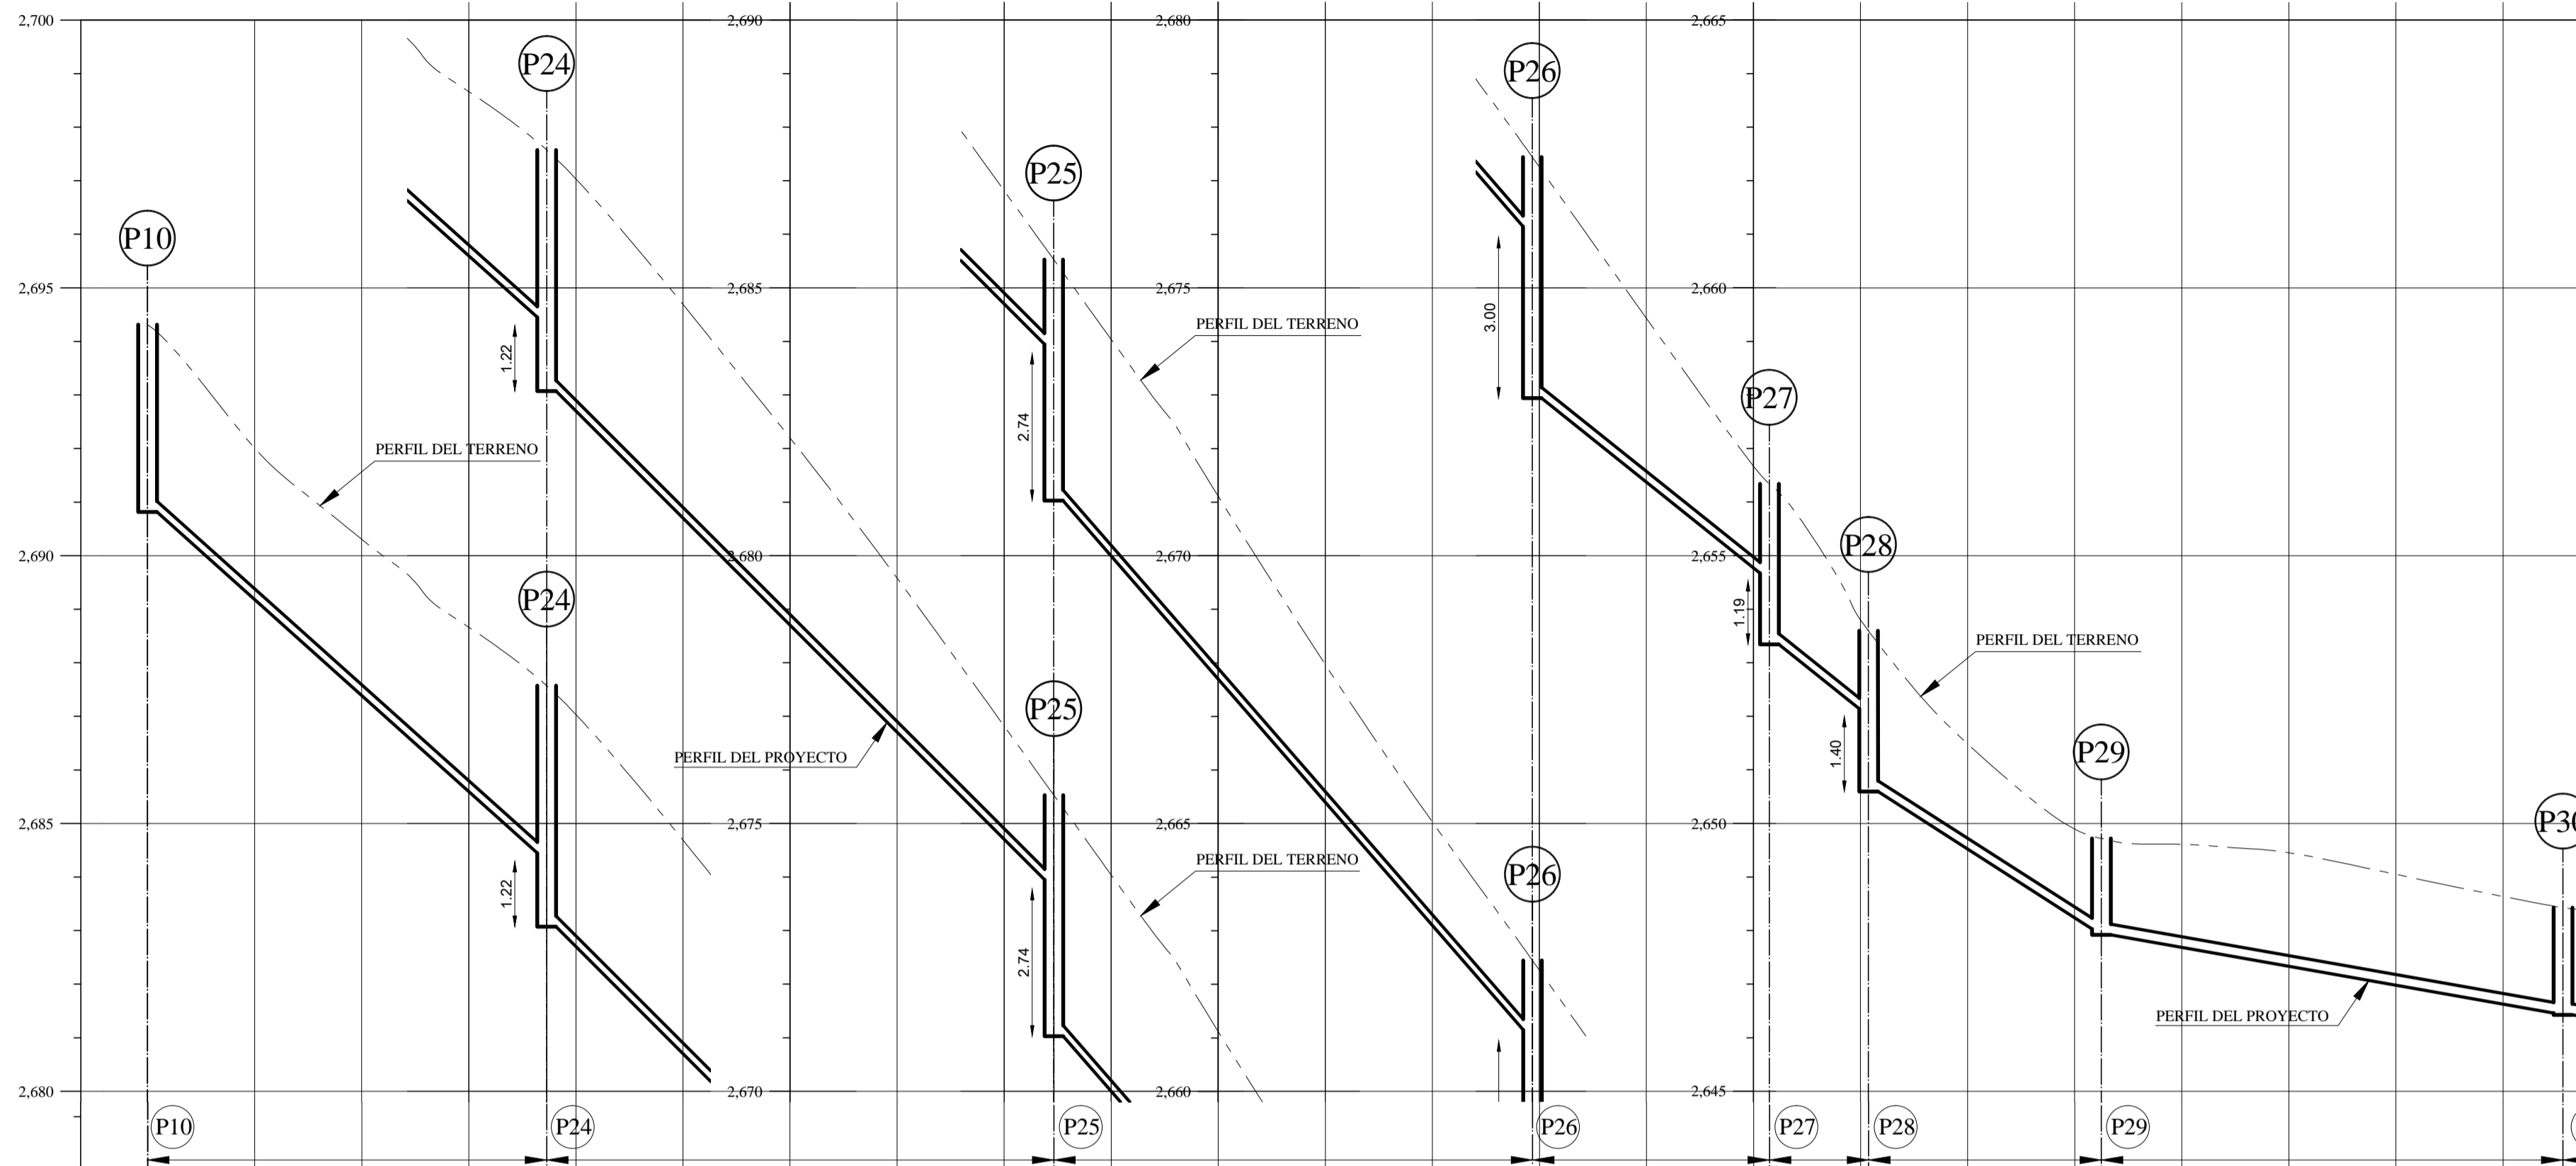 2,700
2,690
2,680
2,665
P24
P26
P25
P10
2,695
2,685
2,675
2,660
PERFIL DEL TERRENO
3.00
1.22
P27
2.74
PERFIL DEL TERRENO
P28
2,690
2,680
2,670
2,655
P24
1.19
PERFIL DEL TERRENO
P25
P29
1.40
PERFIL DEL PROYECTO
2,685
2,675
2,665
2,650
PERFIL DEL TERRENO
P26
1.22
2.74
PERFIL DEL PROYECTO
2,680
2,670
2,660
2,645
P10
P24
P25
P26
P27
P28
P29